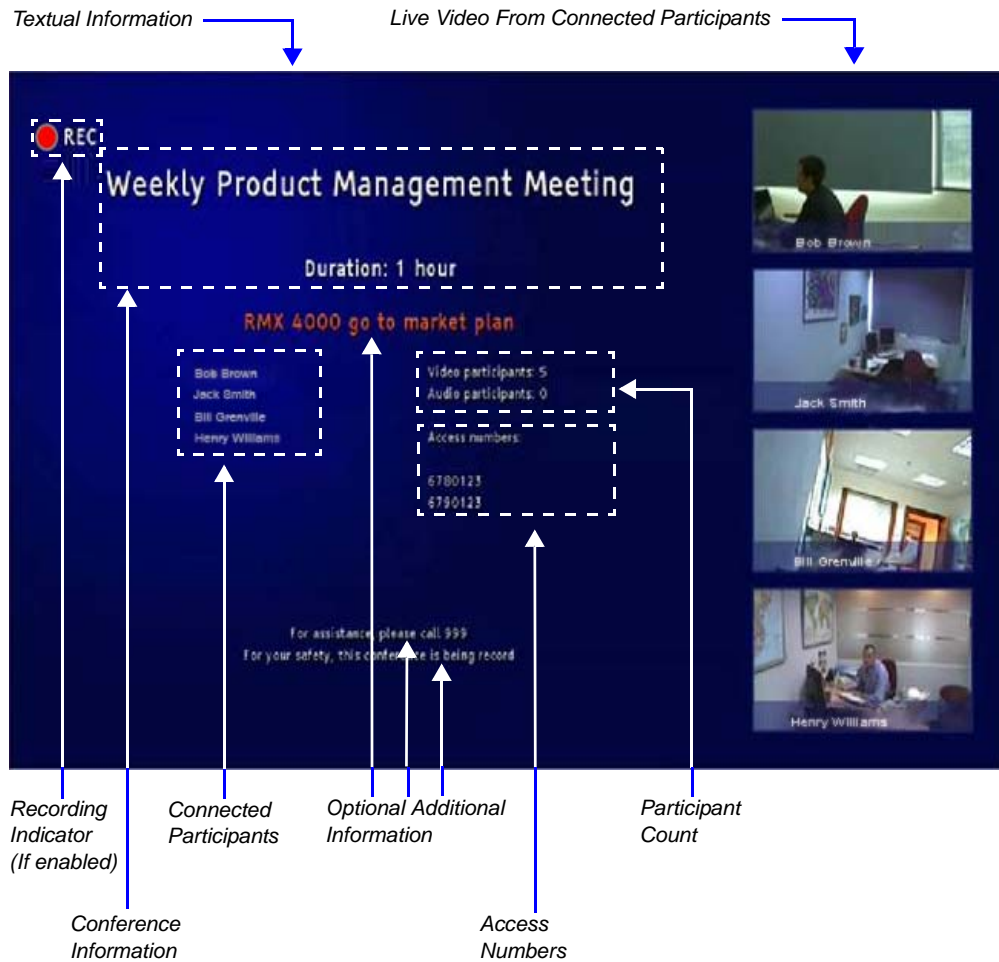 Textual Information
Live Video From Connected Participants
REC
Weekly Product Management Meeting
Duration: 1 hour
RMX 4000 go to market plan
Bob Brown
Jack Smith
Bill Grenville
Henry Williams
Video participants: 5
Audio participants: 0
Access numbers:
6780123
6790123
For assistance, please call 999
For your safety, this conference is being record
Bob Brown
Jack Smith
Bill Grenville
Henry Williams
Recording
Indicator
(If enabled)
Connected
Participants
Optional Additional
Information
Participant
Count
Conference
Information
Access
Numbers